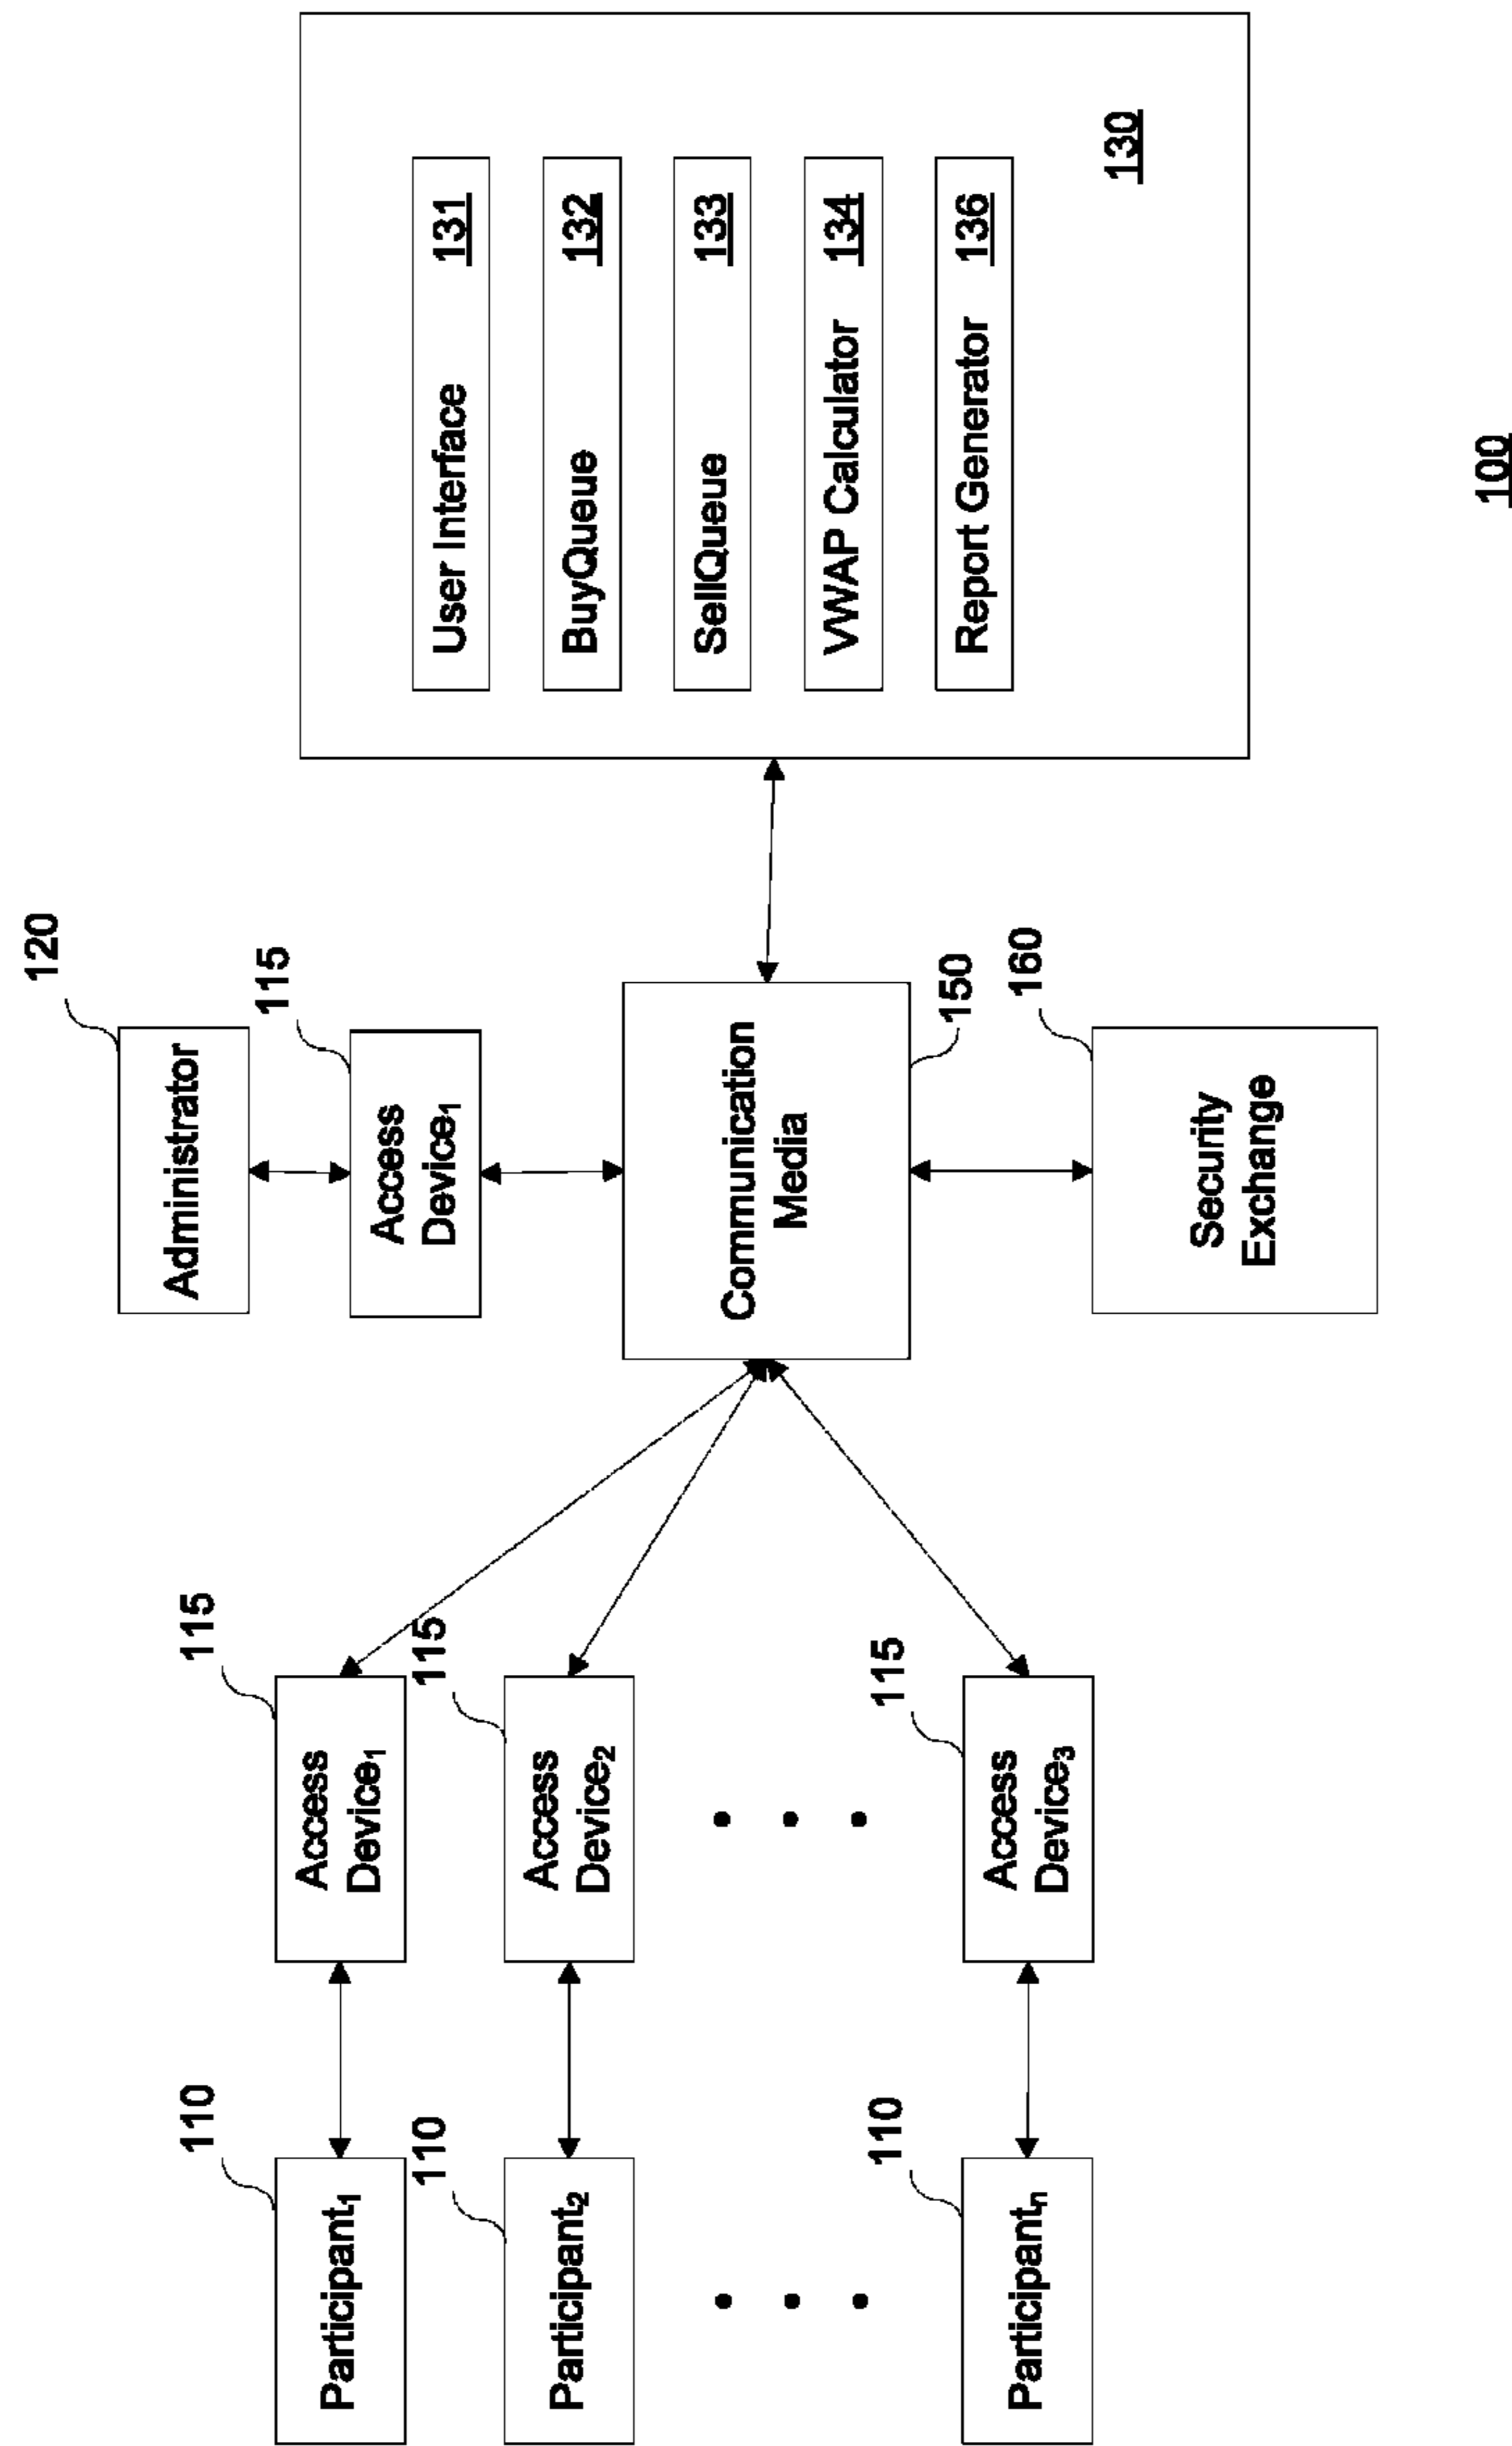 120
Administrator
115
Access
Device1
110
Participant1
115
Access
Device1
110
Participant2
115
Access
Device2
110
Participantn
115
Access
Device3
Communication
Media
150
160
Security
Exchange
User Interface 131
BuyQueue 132
SellQueue 133
VWAP Calculator 134
Report Generator 136
130
100